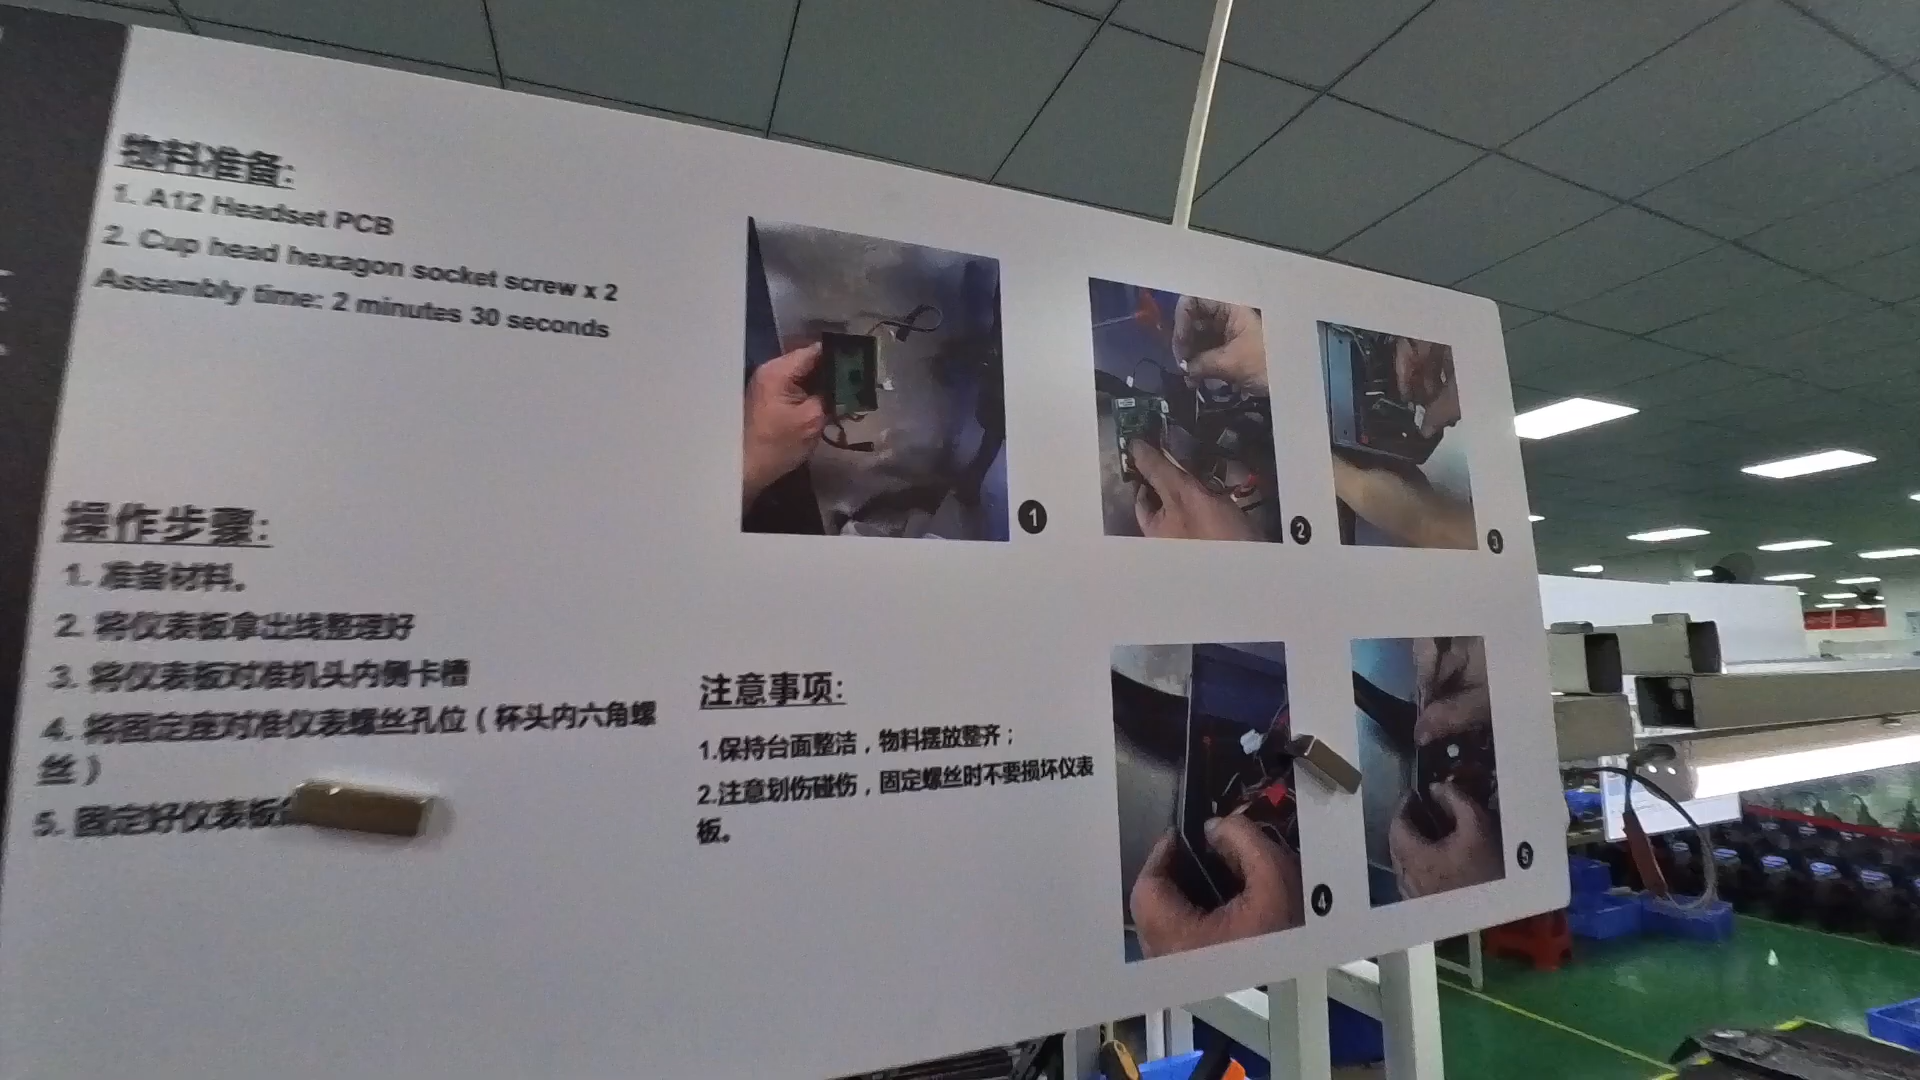 物料准备:
1. A12 Headset PCB
2. Cup head hexagon socket screw x 2
Assembly time: 2 minutes 30 seconds
操作步骤:
1. 准备材料。
2. 将仪表板拿出线整理好
3. 将仪表板对准机头内侧卡槽
4. 将固定座对准仪表螺丝孔位（杯头内六角螺
丝）
5. 固定好仪表板
注意事项:
1.保持台面整洁，物料摆放整齐；
2.注意划伤碰伤，固定螺丝时不要损坏仪表
板。
1
2
3
4
5